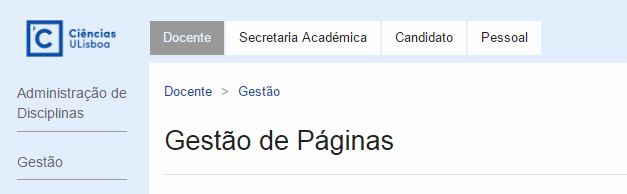 Ciências
ULisboa
Docente Secretaria Académica Candidato Pessoal
Administração de
Disciplinas
Gestão
Docente > Gestão
Gestão de Páginas